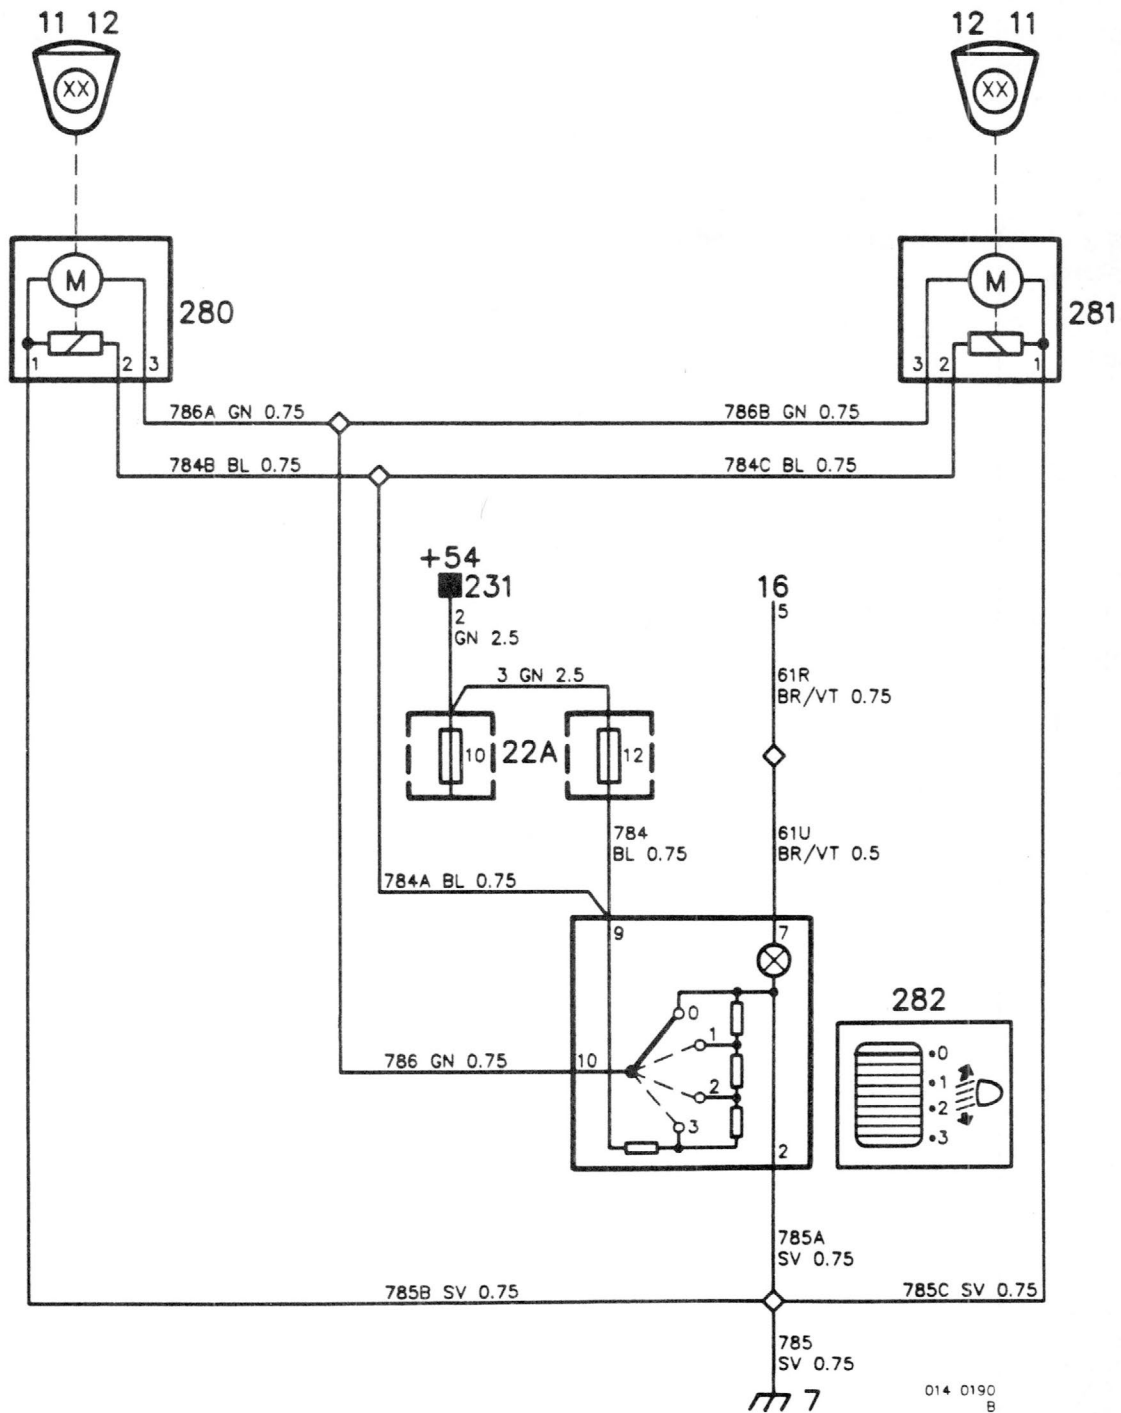 11 12
12 11
XX
XX
M
M
280
281
1 2 3
3 2 1
786A GN 0.75
786B GN 0.75
784B BL 0.75
784C BL 0.75
+54
231
16
2
GN 2.5
5
3 GN 2.5
61R
BR/VT 0.75
10
22A
12
784
BL 0.75
61U
BR/VT 0.5
784A BL 0.75
9
7
0
282
1
0
786 GN 0.75
10
1
2
2
3
3
2
785A
SV 0.75
785B SV 0.75
785C SV 0.75
785
SV 0.75
7
014 0190
B